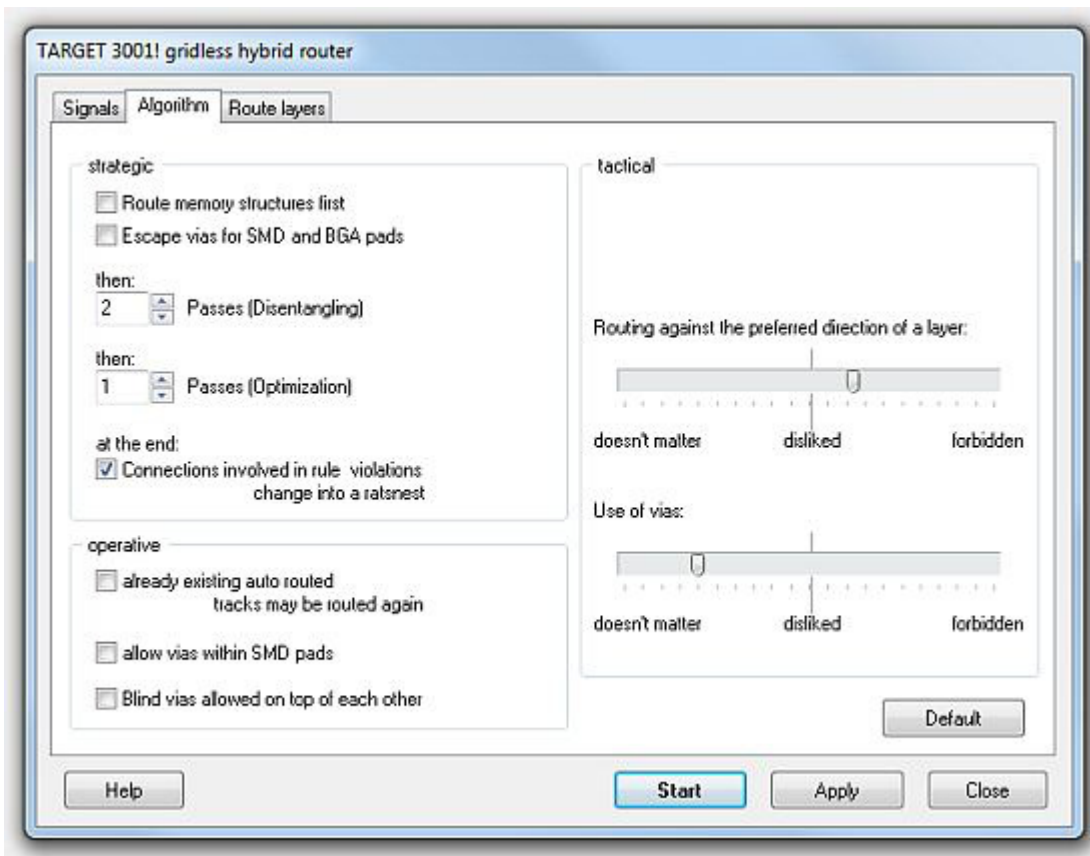 TARGET 3001! gridless hybrid router
Signals
Algorithm
Route layers
strategic
Route memory structures first
Escape vias for SMD and BGA pads
then:
2 Passes (Disentangling)
then:
1 Passes (Optimization)
at the end:
Connections involved in rule violations
change into a ratsnest
operative
already existing auto routed
tracks may be routed again
allow vias within SMD pads
Blind vias allowed on top of each other
tactical
Routing against the preferred direction of a layer:
doesn't matter disliked forbidden
Use of vias:
doesn't matter disliked forbidden
Default
Help
Start
Apply
Close